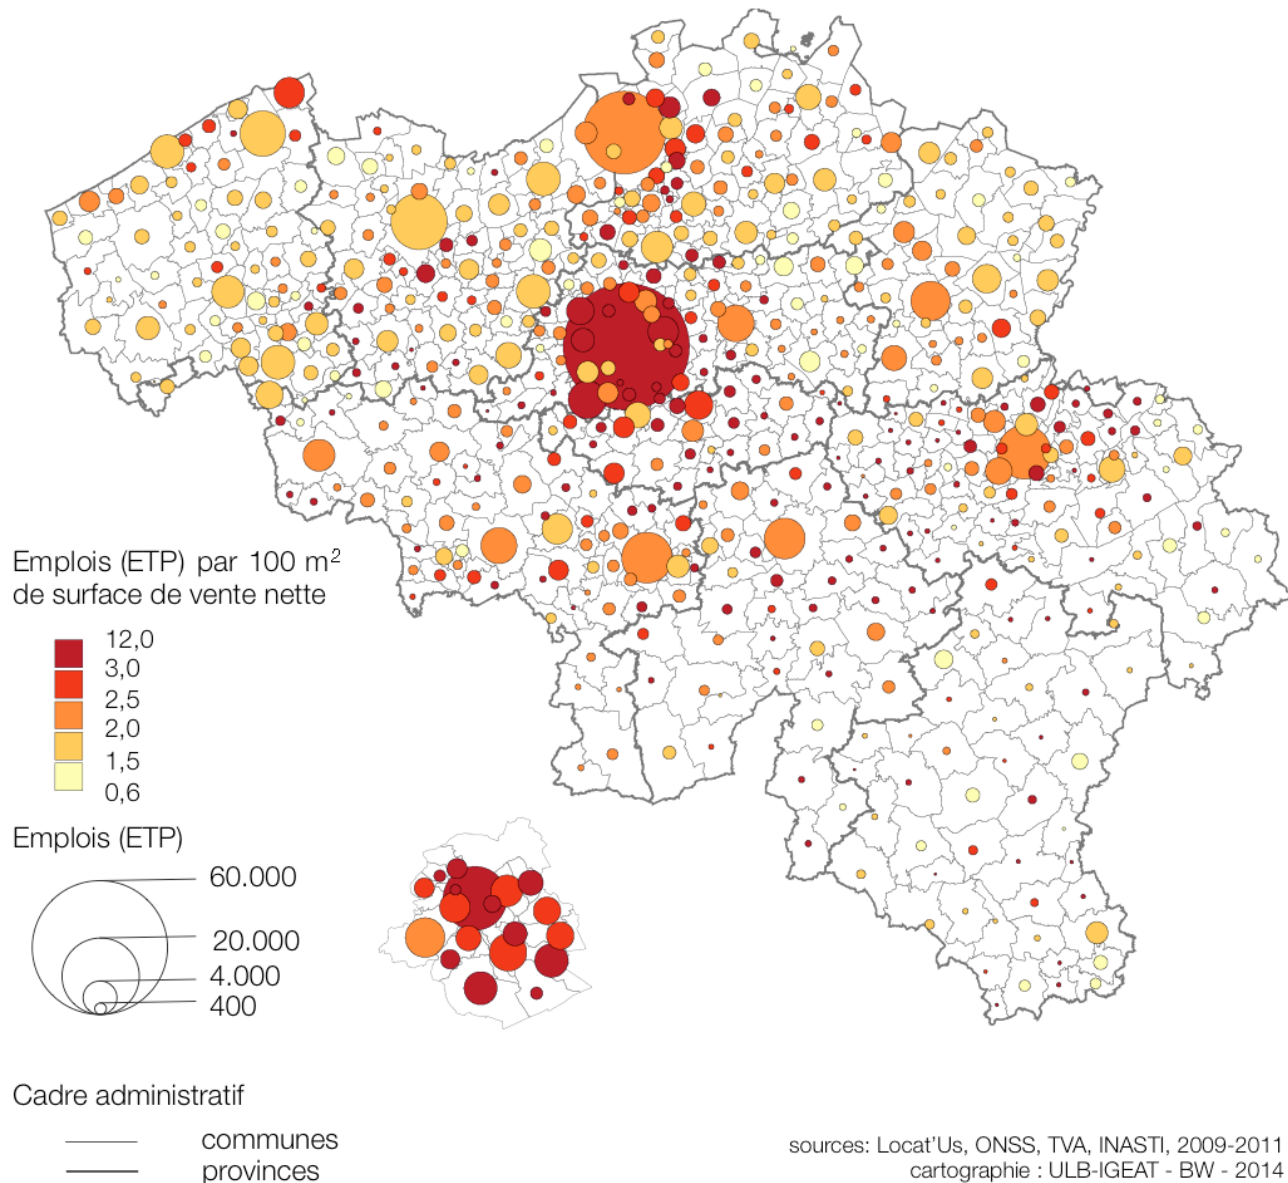 Emplois (ETP) par 100 m²
de surface de vente nette
12,0
3,0
2,5
2,0
1,5
0,6
Emplois (ETP)
60.000
20.000
4.000
400
Cadre administratif
communes
provinces
sources: Locat'Us, ONSS, TVA, INASTI, 2009-2011
cartographie : ULB-IGEAT - BW - 2014